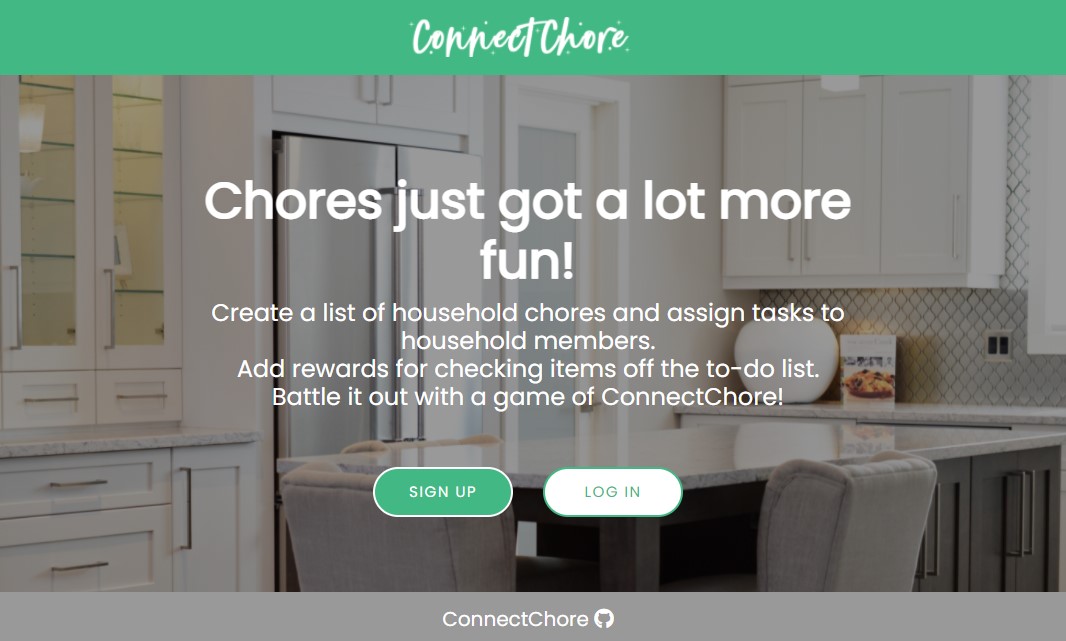 ConnectChore
Chores just got a lot more
fun!
Create a list of household chores and assign tasks to
household members.
Add rewards for checking items off the to-do list.
Battle it out with a game of ConnectChore!
SIGN UP
LOG IN
ConnectChore